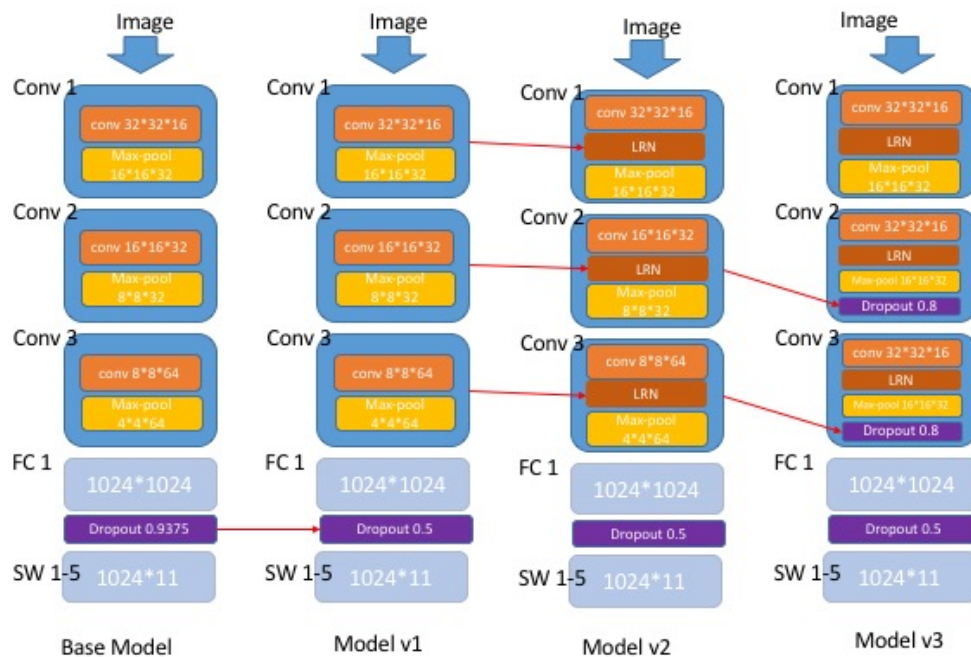 Image
Conv 1
conv 32*32*16
Max-pool
16*16*32
Conv 2
conv 16*16*32
Max-pool
8*8*32
Conv 3
conv 8*8*64
Max-pool
4*4*64
FC 1
1024*1024
Dropout 0.9375
SW 1-5
1024*11
Base Model
Image
Conv 1
conv 32*32*16
Max-pool
16*16*32
Conv 2
conv 16*16*32
Max-pool
8*8*32
Conv 3
conv 8*8*64
Max-pool
4*4*64
FC 1
1024*1024
Dropout 0.5
SW 1-5
1024*11
Model v1
Image
Conv 1
conv 32*32*16
LRN
Max-pool
16*16*32
Conv 2
conv 16*16*32
LRN
Max-pool
8*8*32
Conv 3
conv 8*8*64
LRN
Max-pool
4*4*64
FC 1
1024*1024
Dropout 0.5
SW 1-5
1024*11
Model v2
Image
Conv 1
conv 32*32*16
LRN
Max-pool
16*16*32
Conv 2
conv 32*32*16
LRN
Max-pool 16*16*32
Dropout 0.8
Conv 3
conv 32*32*16
LRN
Max-pool 16*16*32
Dropout 0.8
FC 1
1024*1024
Dropout 0.5
SW 1-5
1024*11
Model v3